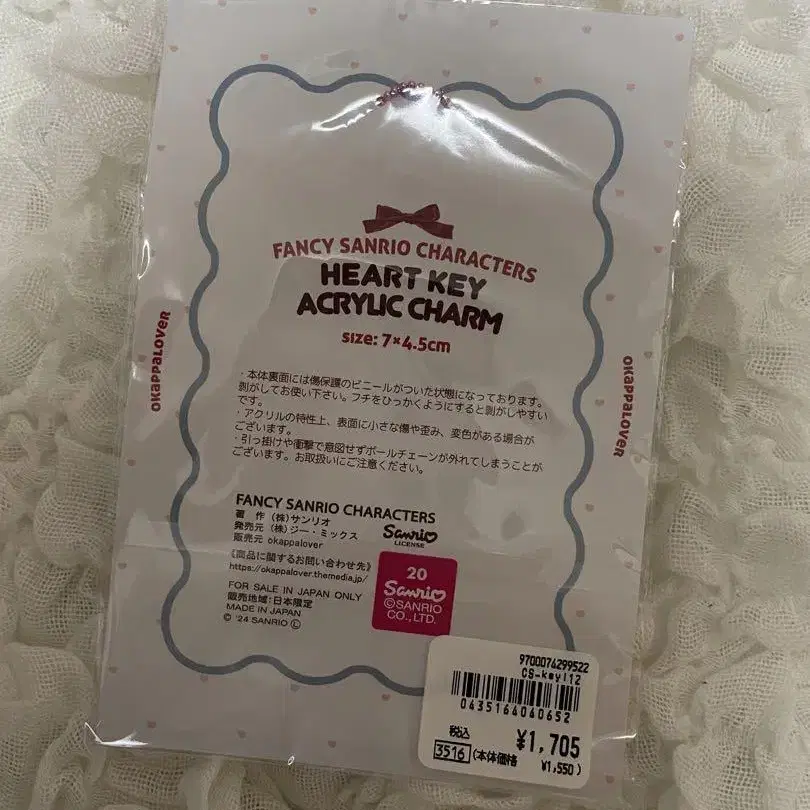 FANCY SANRIO CHARACTERS
HEART KEY
ACRYLIC CHARM
size: 7×4.5cm
okappalover
okappalover
・本体裏面には傷保護のビニールがついた状態になっております。
剝がしてお使い下さい。フチをひっかくようにすると剝がしやすい
です。
・アクリルの特性上、表面に小さな傷や歪み、変色がある場合が
ございます。
・引っ掛けや衝撃で意図せずボールチェーンが外れてしまうことが
ございます。お取扱いにご注意ください。
FANCY SANRIO CHARACTERS
著 作 (株)サンリオ
発売元 (株)ジー・ミックス
販売元 okappalover
Sanrio
LICENSE
《商品に関するお問い合わせ先》
https://okappalover.themedia.jp/
FOR SALE IN JAPAN ONLY
販売地域:日本限定
MADE IN JAPAN
© '24 SANRIO Ⓛ
20
Sanrio
©SANRIO
CO., LTD.
9700074299522
CS-key112
0435164040652
税込 ¥1,705
3516 (本体価格 ¥1,550)